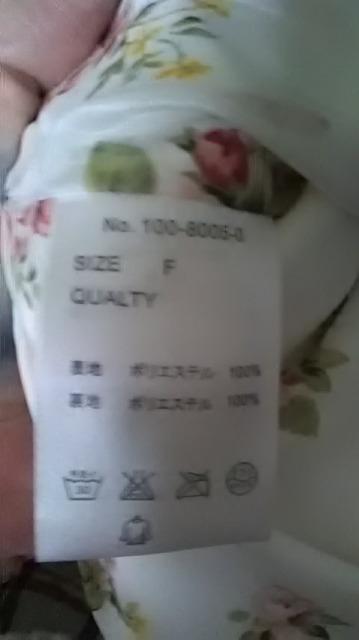 No. 100-8005-0
SIZE F
QUALTY
表地 ポリエステル 100%
裏地 ポリエステル 100%
30